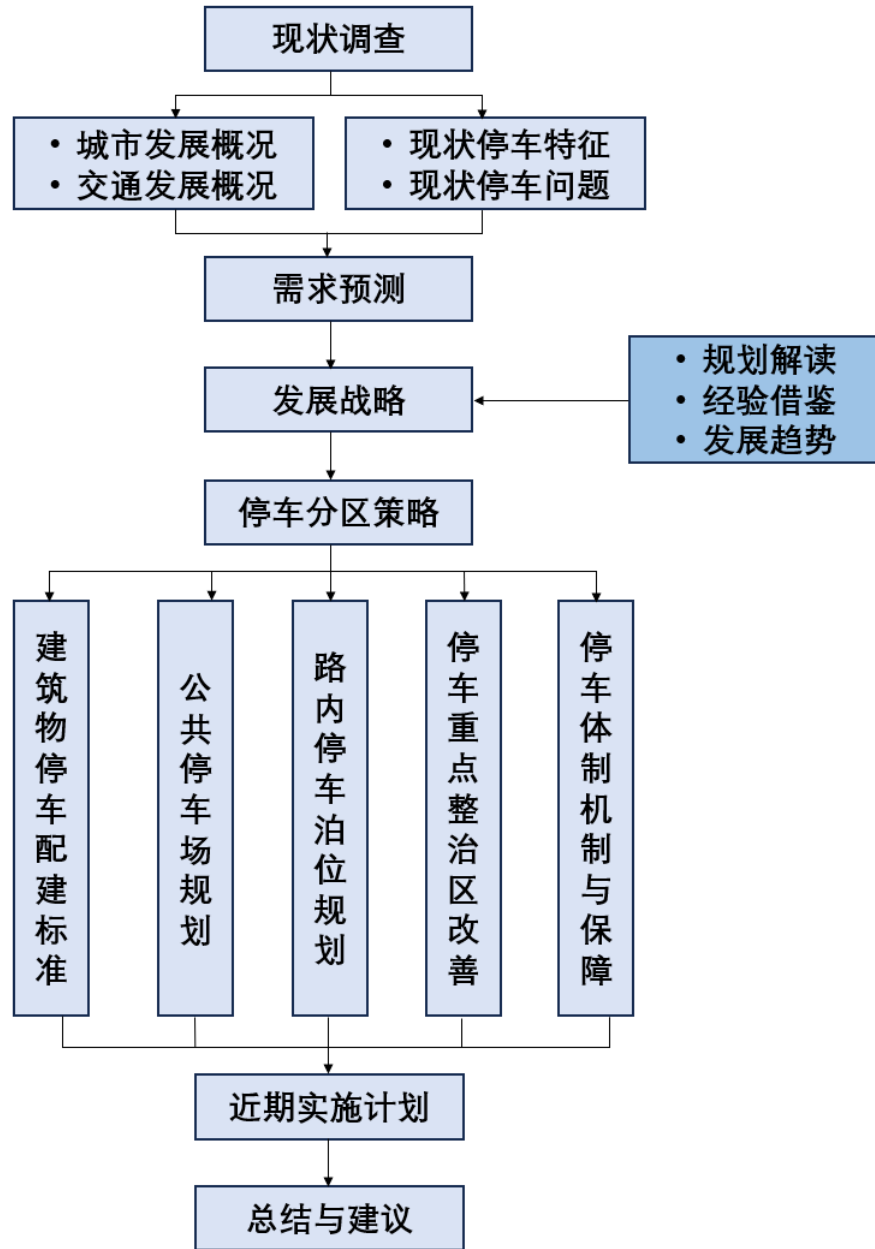 现状调查
• 城市发展概况
• 交通发展概况
• 现状停车特征
• 现状停车问题
需求预测
• 规划解读
• 经验借鉴
• 发展趋势
发展战略
停车分区策略
建筑物停车配建标准
公共停车场规划
路内停车泊位规划
停车重点整治区改善
停车体制机制与保障
近期实施计划
总结与建议